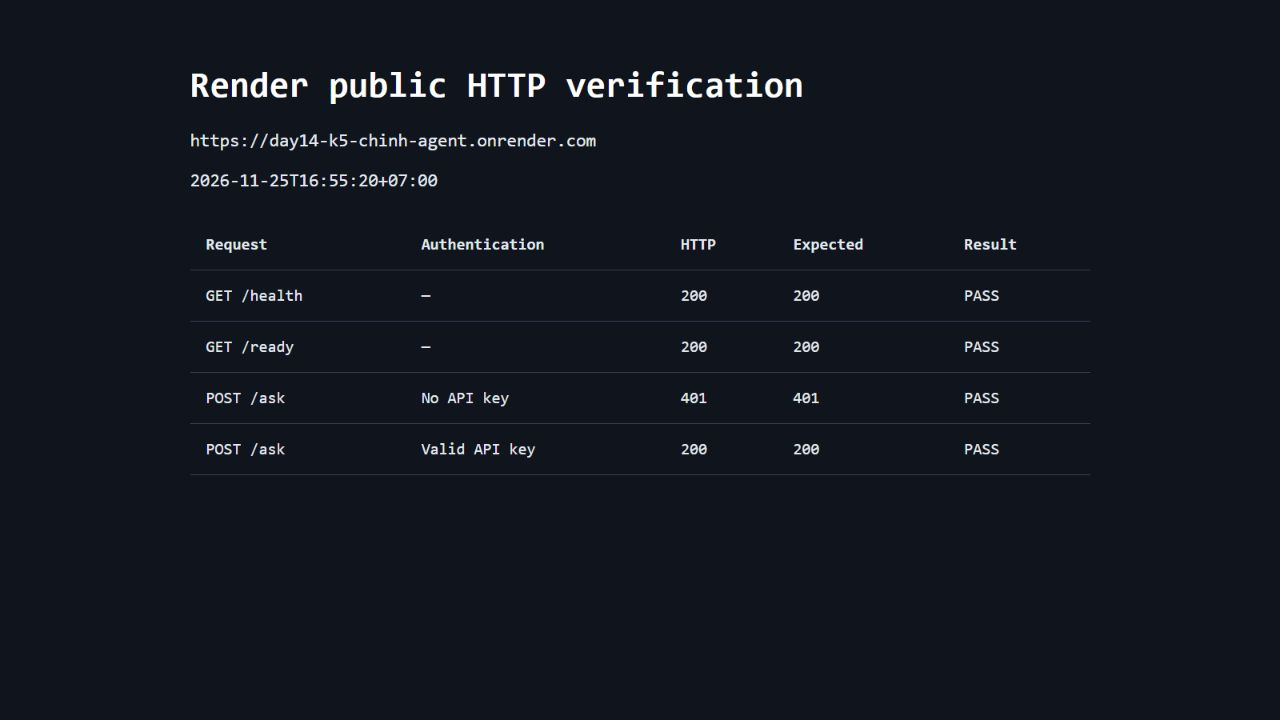 Render public HTTP verification
https://day14-k5-chinh-agent.onrender.com
2026-11-25T16:55:20+07:00
Request Authentication HTTP Expected Result
GET /health — 200 200 PASS
GET /ready — 200 200 PASS
POST /ask No API key 401 401 PASS
POST /ask Valid API key 200 200 PASS